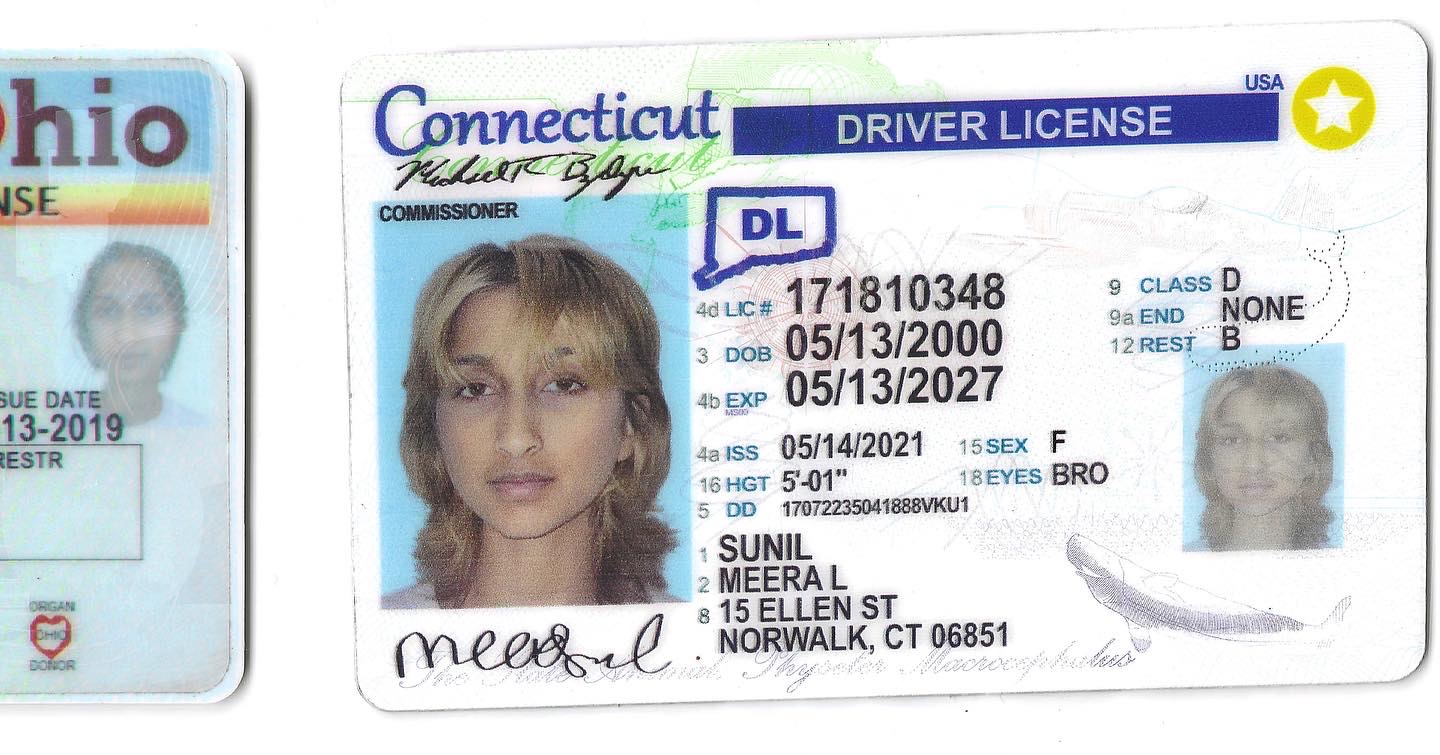 hio
NSE
SUE DATE
13-2019
RESTR
ORGAN
OHIO
DONOR
Connecticut
DRIVER LICENSE
USA
Connecticut
COMMISSIONER
DL
4d LIC # 171810348
3 DOB 05/13/2000
4b EXP 05/13/2027
4a ISS 05/14/2021
16 HGT 5'-01"
5 DD 17072235041888VKU1
9 CLASS D
9a END NONE
12 REST B
15 SEX F
18 EYES BRO
1 SUNIL
2 MEERA L
8 15 ELLEN ST
NORWALK, CT 06851
The State Animal, Physeter Macrocephalus